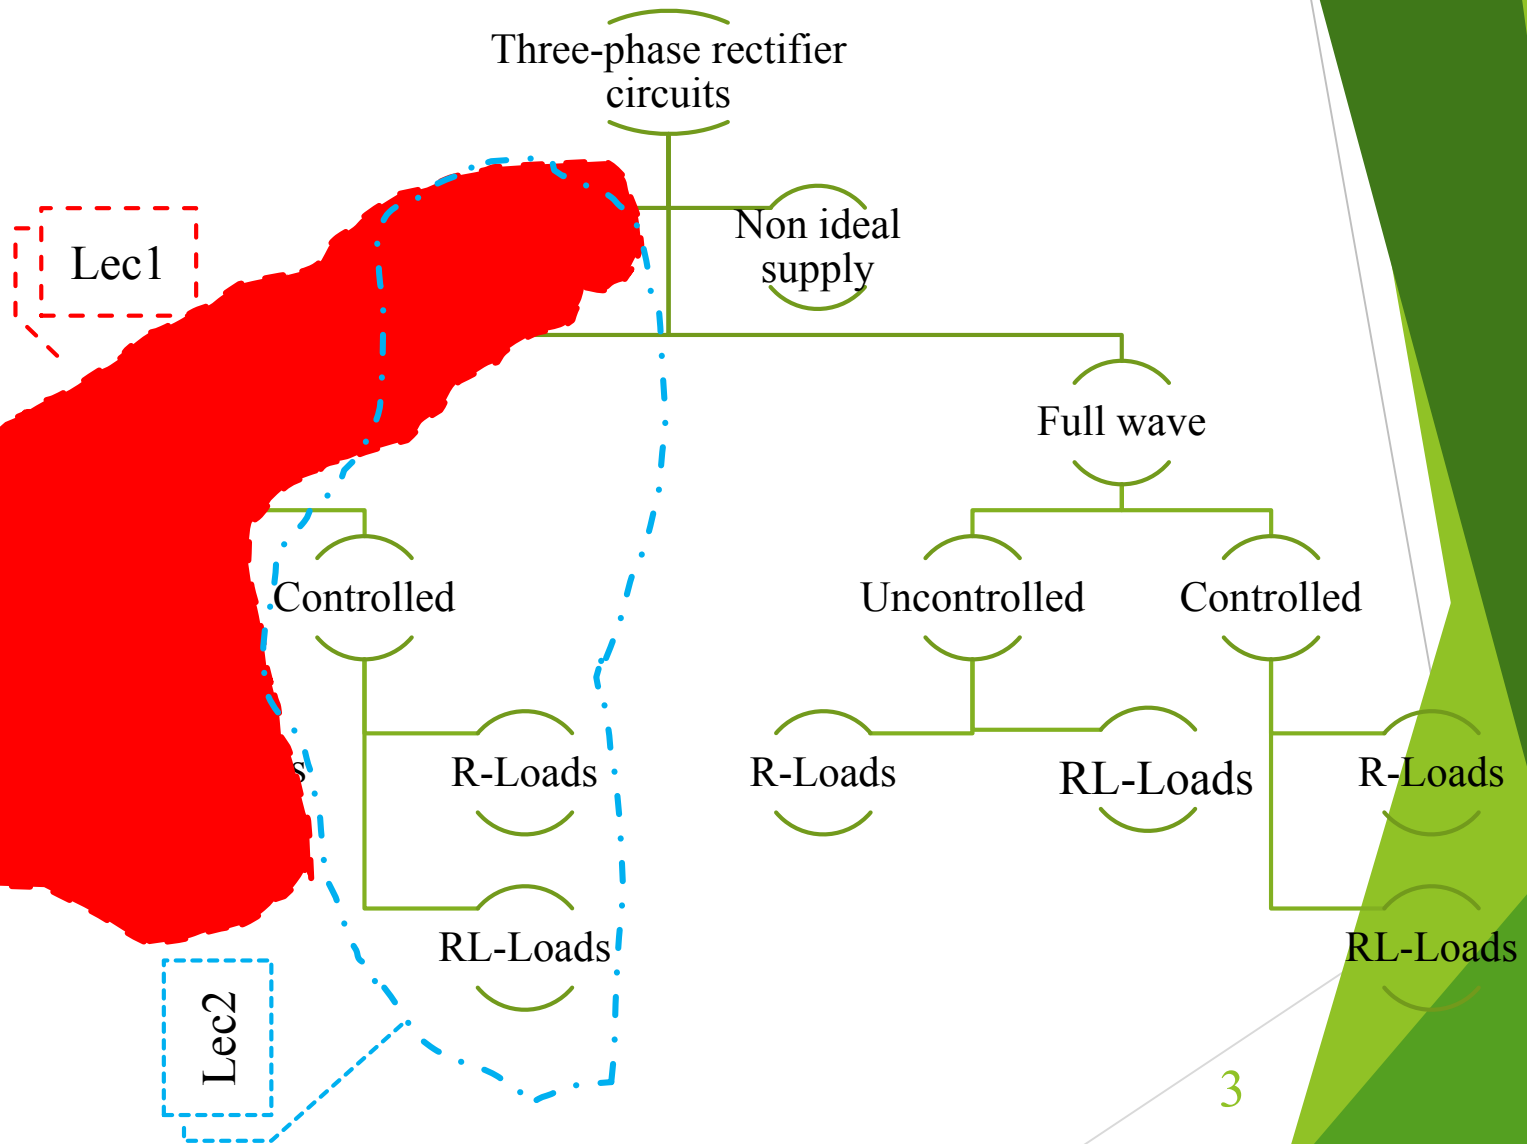 Three-phase rectifier
circuits
Non ideal
supply
Lec1
Full wave
Controlled
Uncontrolled
Controlled
s
R-Loads
R-Loads
RL-Loads
R-Loads
RL-Loads
RL-Loads
Lec2
3